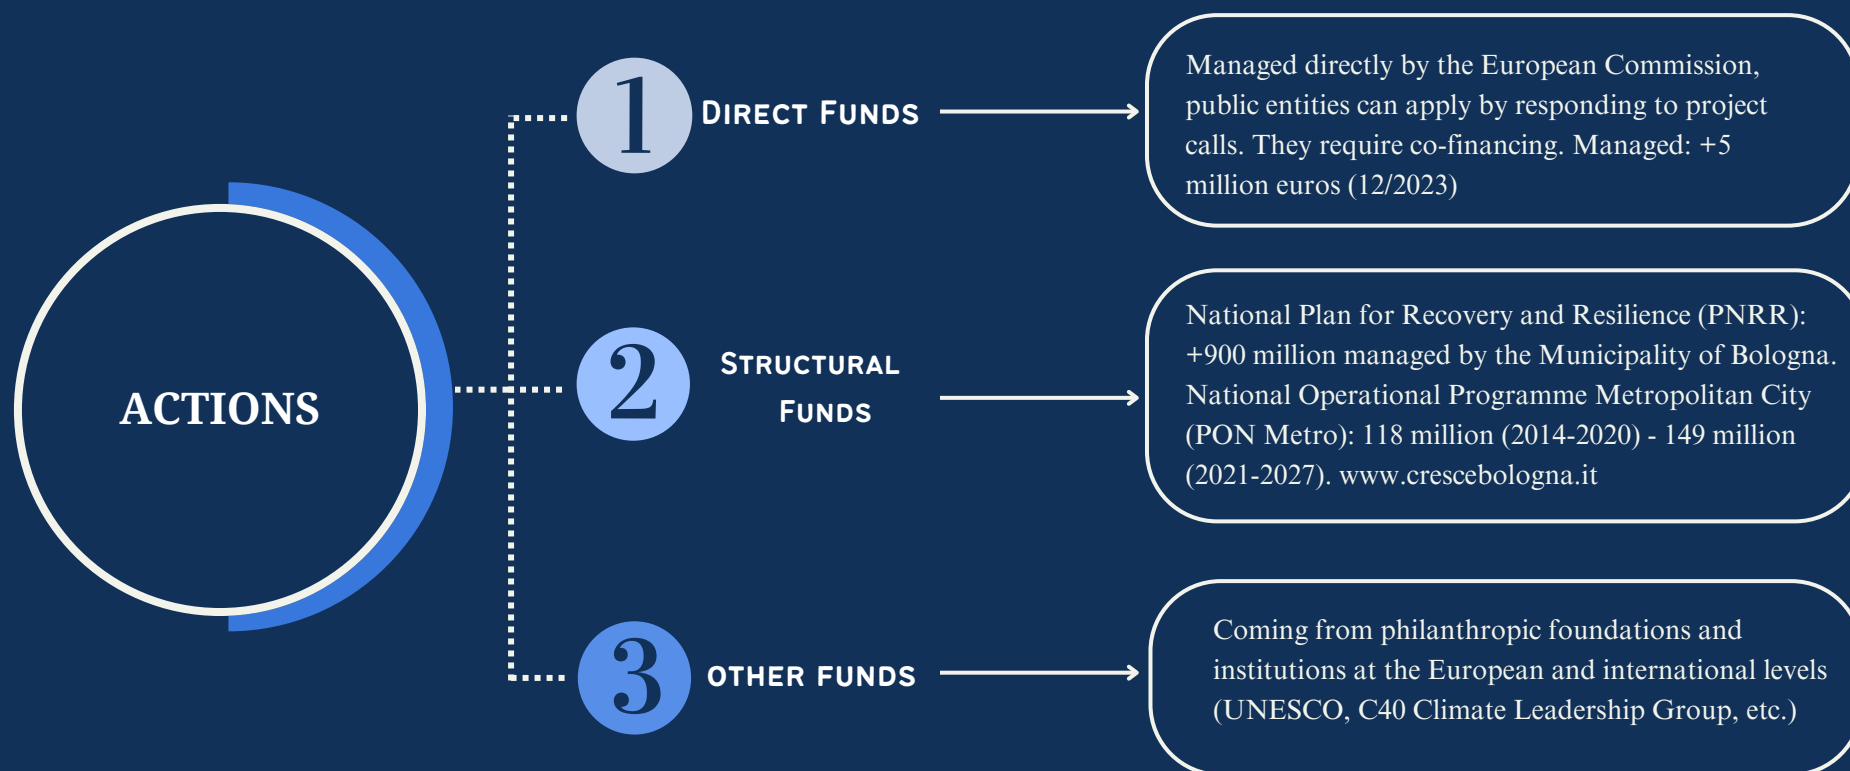 ACTIONS
1
DIRECT FUNDS
Managed directly by the European Commission,
public entities can apply by responding to project
calls. They require co-financing. Managed: +5
million euros (12/2023)
2
STRUCTURAL
FUNDS
National Plan for Recovery and Resilience (PNRR):
+900 million managed by the Municipality of Bologna.
National Operational Programme Metropolitan City
(PON Metro): 118 million (2014-2020) - 149 million
(2021-2027). www.crescebologna.it
3
OTHER FUNDS
Coming from philanthropic foundations and
institutions at the European and international levels
(UNESCO, C40 Climate Leadership Group, etc.)